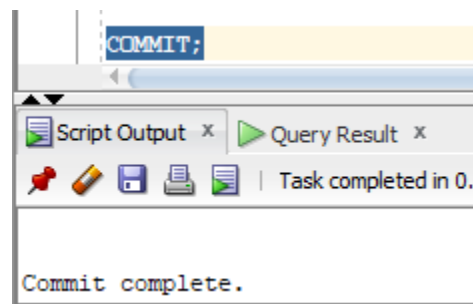 COMMIT;
Script Output x Query Result x
Task completed in 0.
Commit complete.